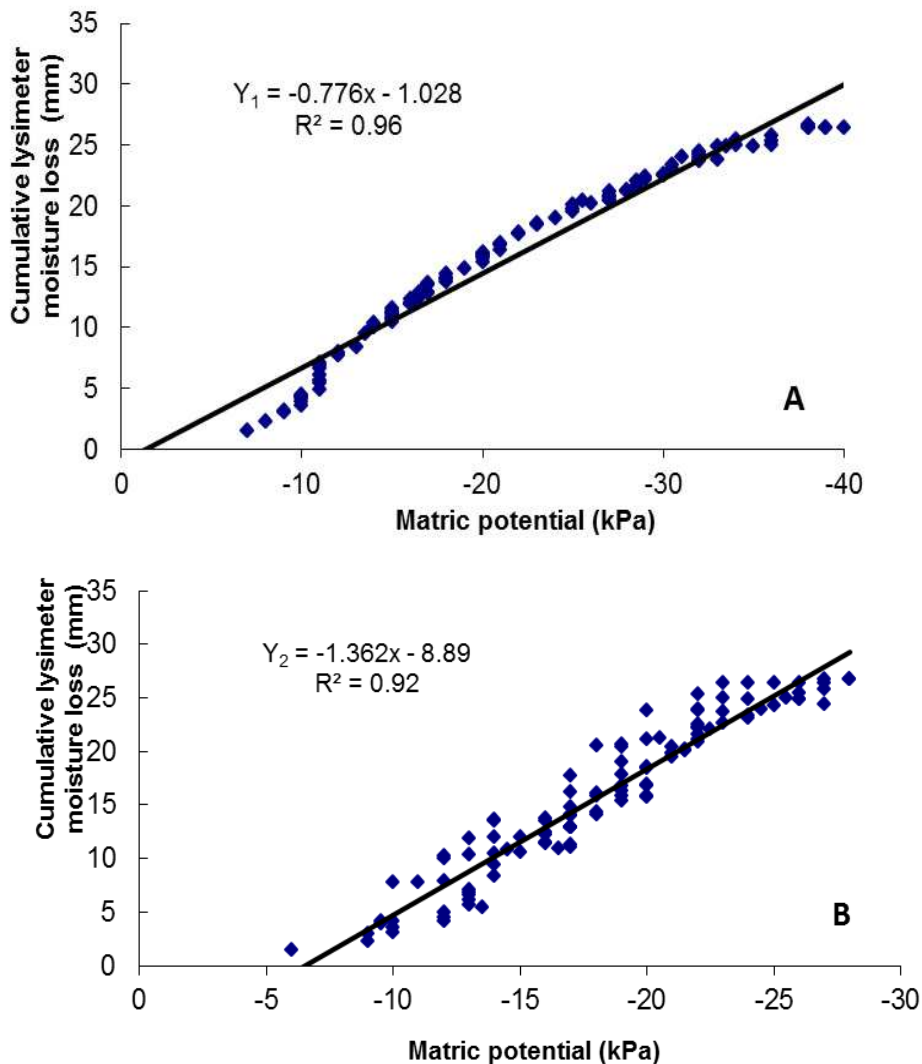 35
30
25
20
15
10
5
0
Cumulative lysimeter
moisture loss (mm)
Y₁ = -0.776x - 1.028
R² = 0.96
A
0 -10 -20 -30 -40
Matric potential (kPa)
35
30
25
20
15
10
5
0
Cumulative lysimeter
moisture loss (mm)
Y₂ = -1.362x - 8.89
R² = 0.92
B
0 -5 -10 -15 -20 -25 -30
Matric potential (kPa)